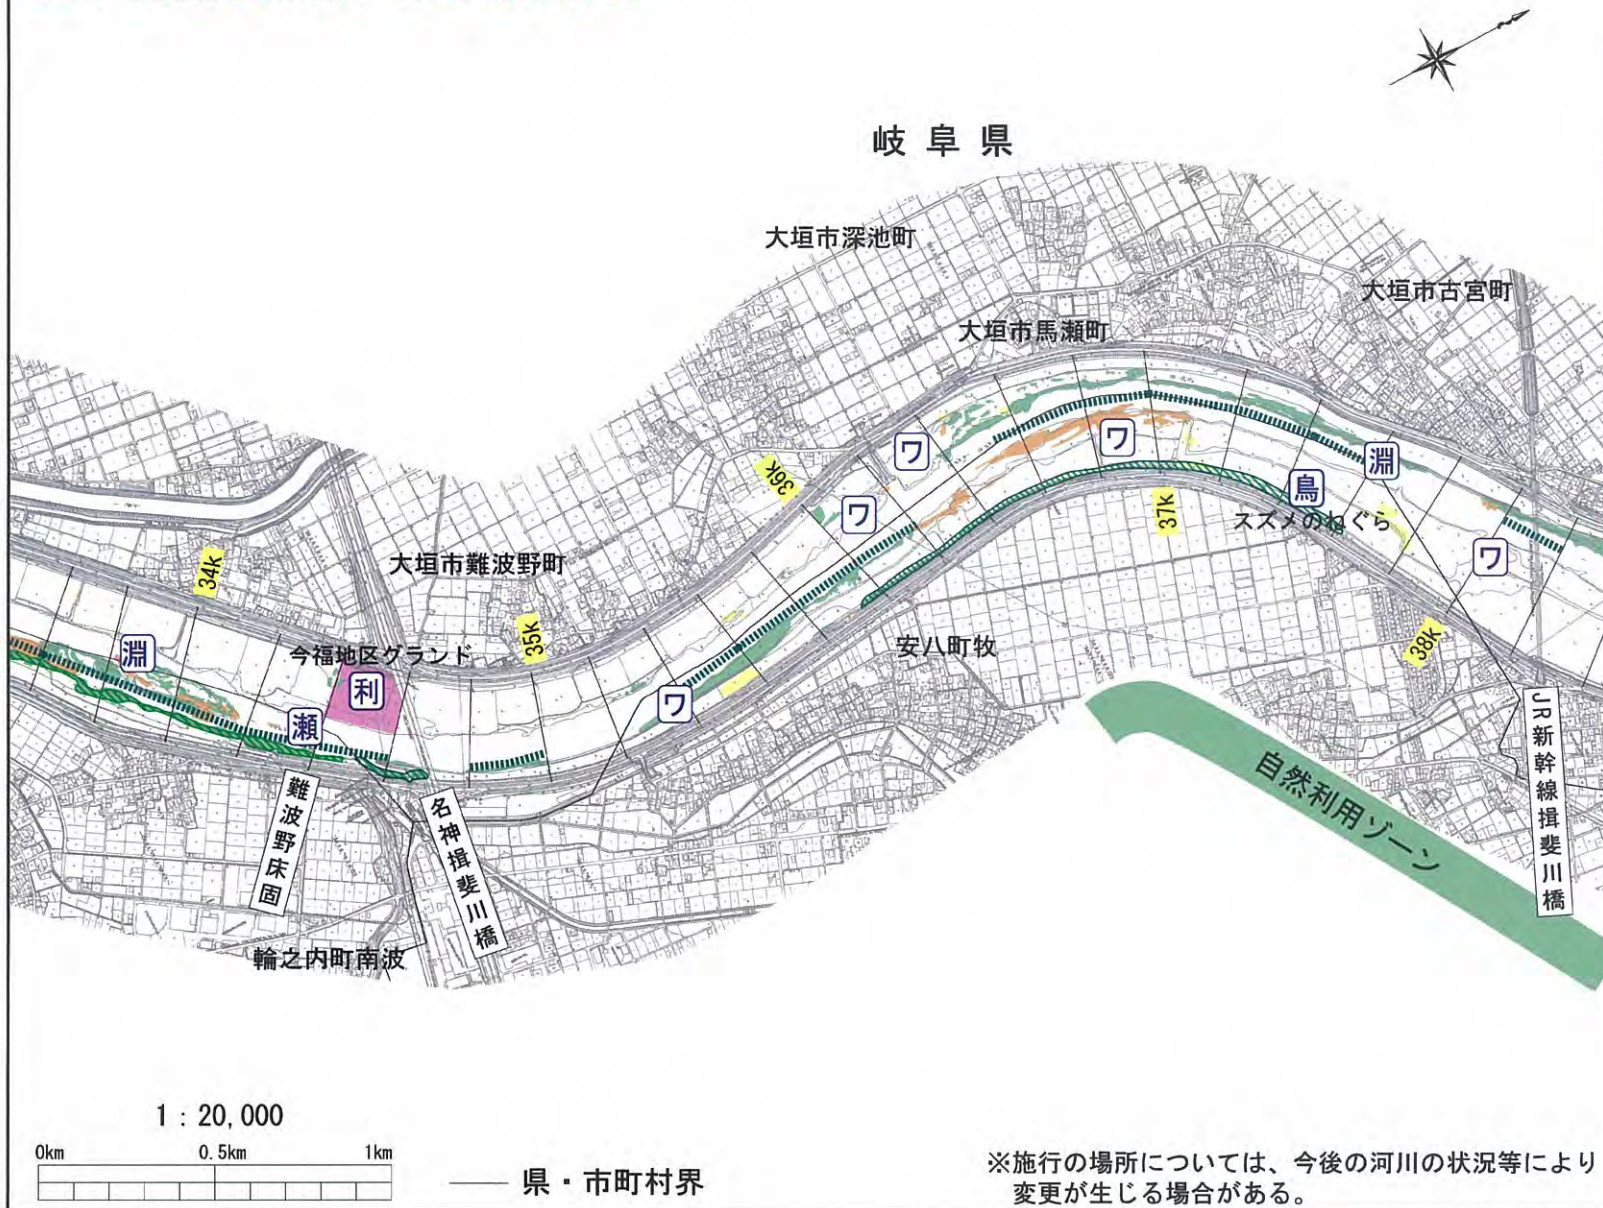 岐阜県
大垣市深池町
大垣市古宮町
大垣市馬瀬町
ワ
ワ
淵
36k
ワ
鳥
37k
スズメのねぐら
ワ
34k
大垣市難波野町
35k
38k
淵
今福地区グランド
安八町牧
利
ワ
瀬
難波野床固
名神揖斐川橋
JR新幹線揖斐川橋
自然利用ゾーン
輪之内町南波
1:20,000
0km 0.5km 1km
県・市町村界
※施行の場所については、今後の河川の状況等により
変更が生じる場合がある。